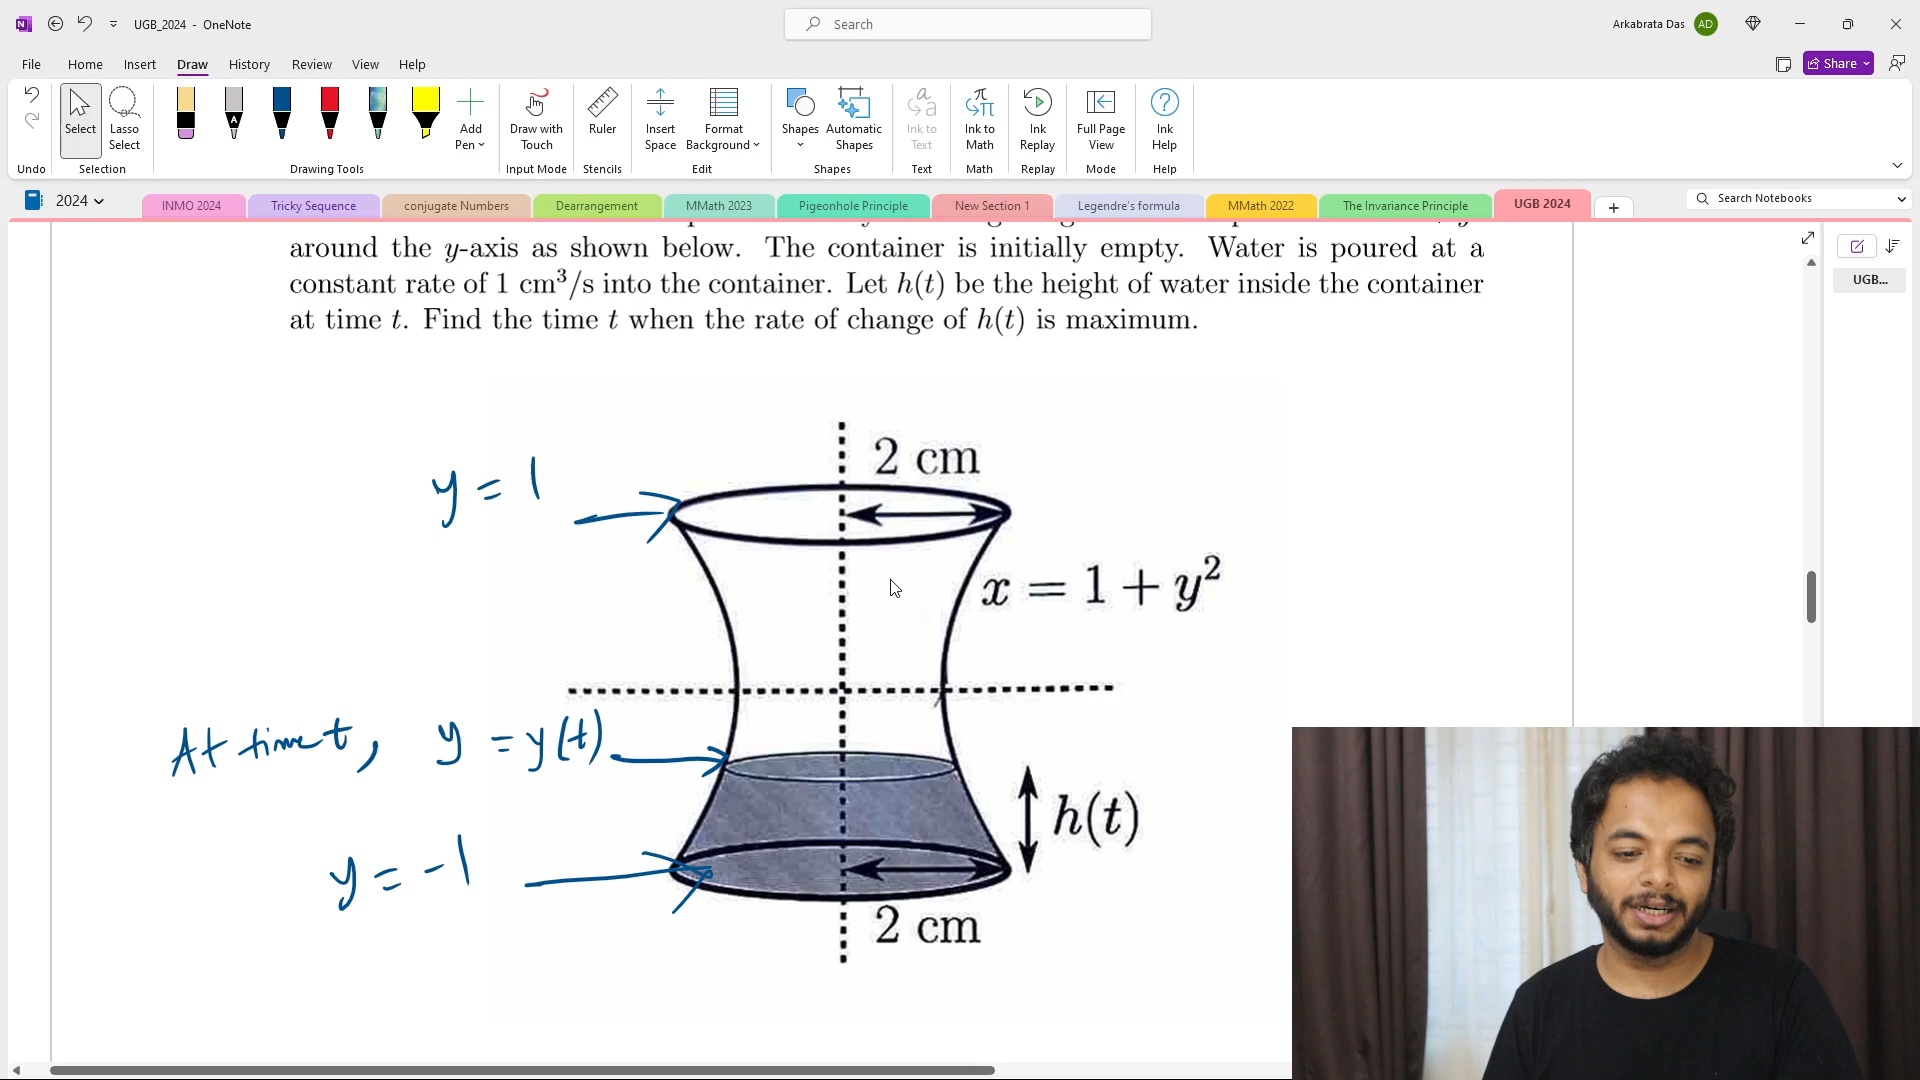 UGB_2024 - OneNote
Search
Arkabrata Das AD
File Home Insert Draw History Review View Help
Share
Select
Lasso Select
A
Add Pen
Draw with Touch
Ruler
Insert Space
Format Background
Shapes
Automatic Shapes
Ink to Text
Ink to Math
Ink Replay
Full Page View
Ink Help
Undo Selection Drawing Tools Input Mode Stencils Edit Shapes Text Math Replay Mode Help
2024 INMO 2024 Tricky Sequence conjugate Numbers Dearrangement MMath 2023 Pigeonhole Principle New Section 1 Legendre's formula MMath 2022 The Invariance Principle UGB 2024 +
Search Notebooks
UGB...
around the y-axis as shown below. The container is initially empty. Water is poured at a
constant rate of 1 cm³/s into the container. Let h(t) be the height of water inside the container
at time t. Find the time t when the rate of change of h(t) is maximum.
2 cm
y = 1
x = 1 + y²
At time t, y = y(t)
h(t)
y = -1
2 cm